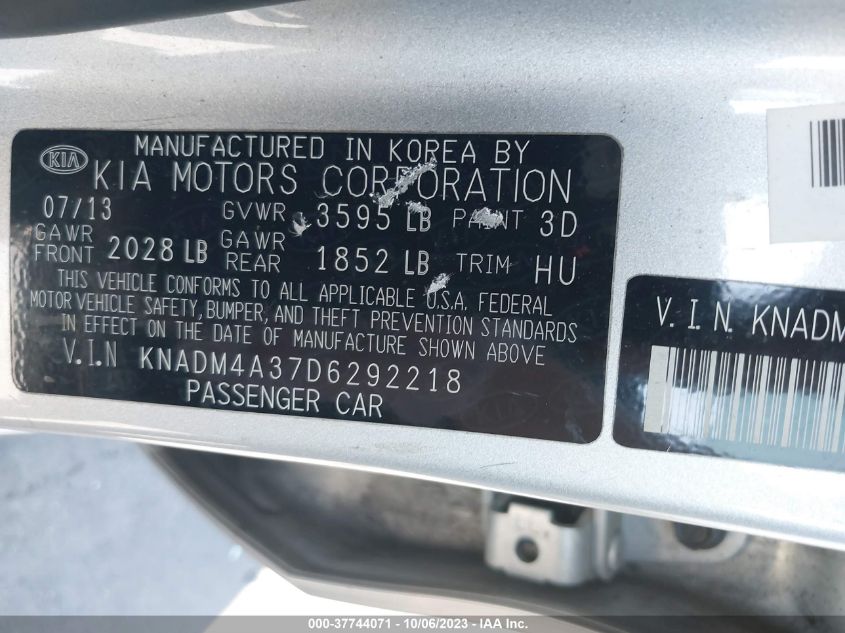 KIA
MANUFACTURED IN KOREA BY
KIA MOTORS CORPORATION
07/13 GVWR 3595 LB PAINT 3D
GAWR FRONT 2028 LB GAWR REAR 1852 LB TRIM HU
THIS VEHICLE CONFORMS TO ALL APPLICABLE U.S.A. FEDERAL
MOTOR VEHICLE SAFETY, BUMPER, AND THEFT PREVENTION STANDARDS
IN EFFECT ON THE DATE OF MANUFACTURE SHOWN ABOVE
V.I.N KNADM4A37D6292218
PASSENGER CAR
V.I.N. KNADM
000-37744071 - 10/06/2023 - IAA Inc.